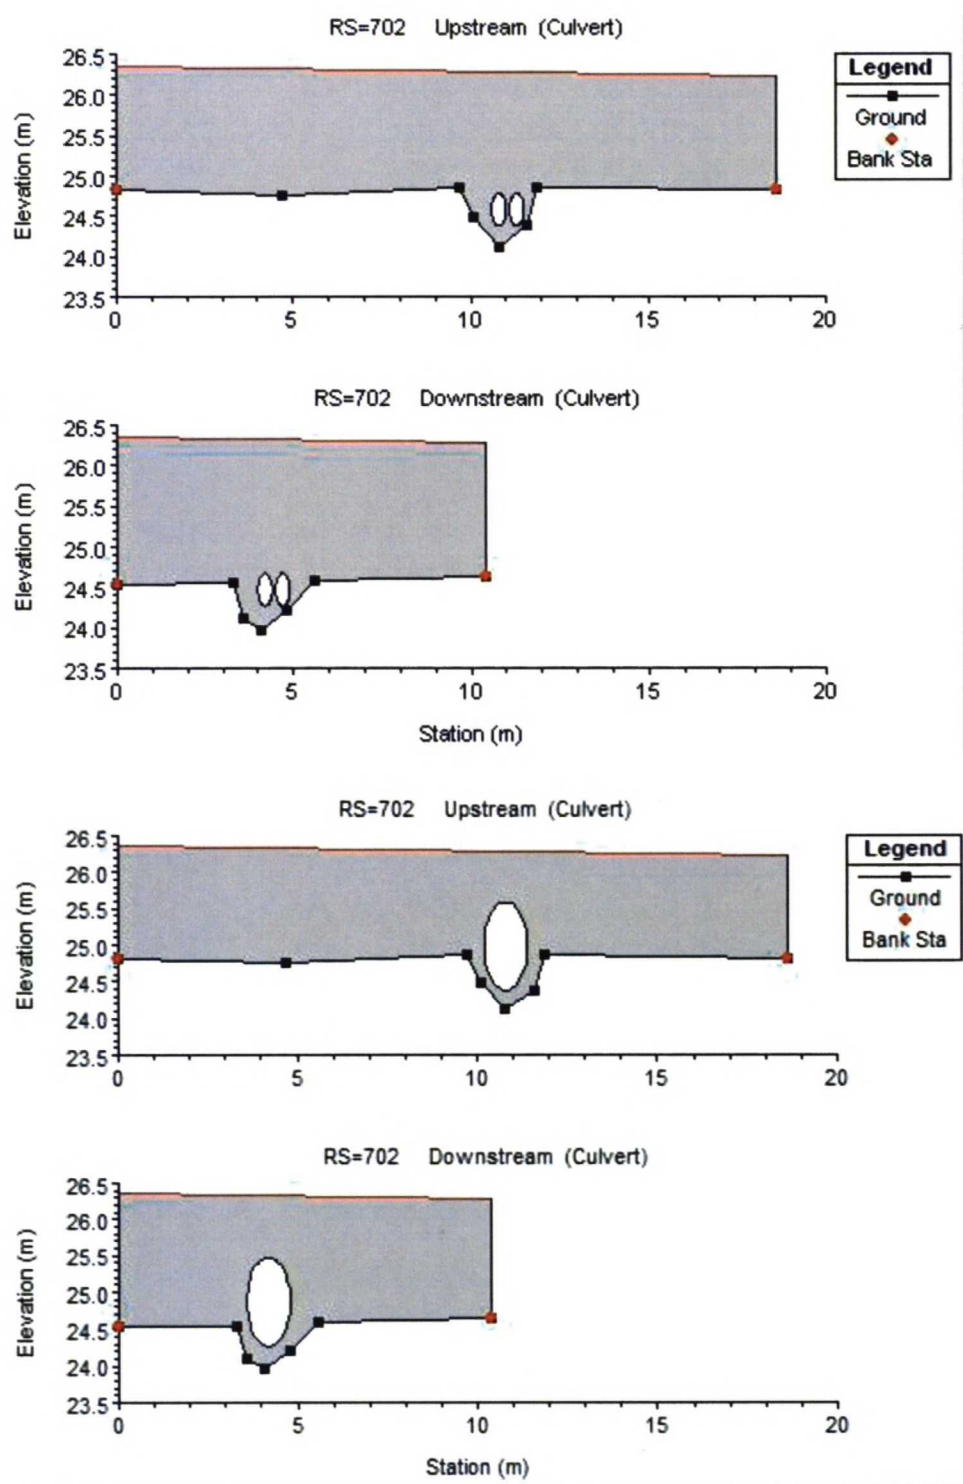 RS=702 Upstream (Culvert)
Elevation (m)
26.5
26.0
25.5
25.0
24.5
24.0
23.5
0 5 10 15 20
Legend
Ground
Bank Sta
RS=702 Downstream (Culvert)
Elevation (m)
26.5
26.0
25.5
25.0
24.5
24.0
23.5
0 5 10 15 20
Station (m)
RS=702 Upstream (Culvert)
Elevation (m)
26.5
26.0
25.5
25.0
24.5
24.0
23.5
0 5 10 15 20
Legend
Ground
Bank Sta
RS=702 Downstream (Culvert)
Elevation (m)
26.5
26.0
25.5
25.0
24.5
24.0
23.5
0 5 10 15 20
Station (m)